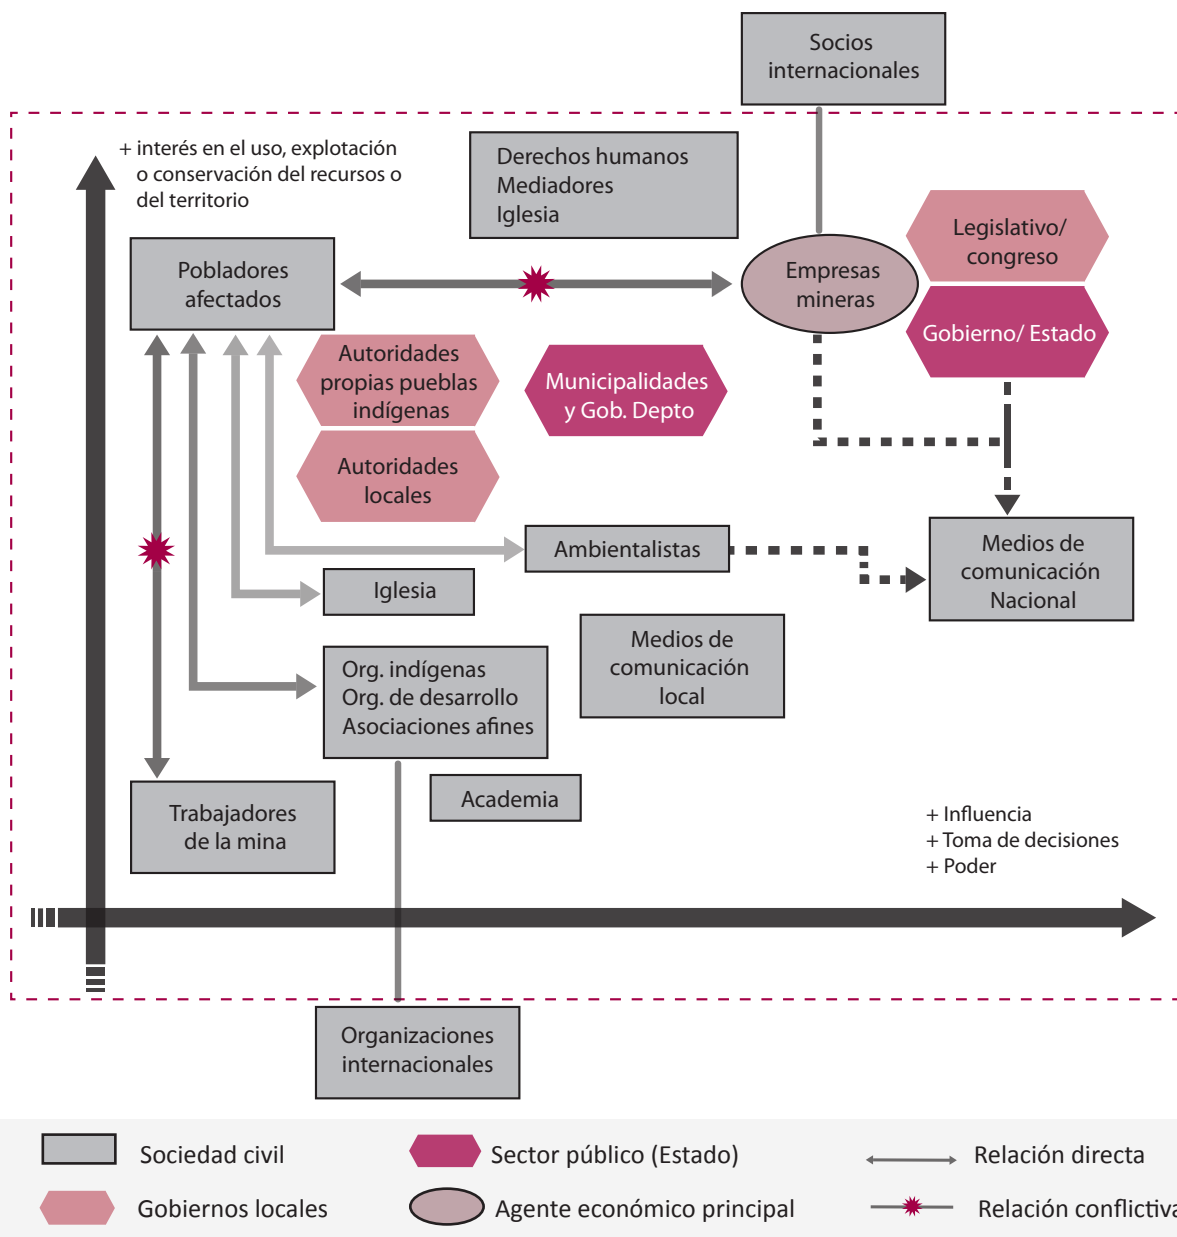 Socios
internacionales
+ interés en el uso, explotación
o conservación del recursos o
del territorio
Derechos humanos
Mediadores
Iglesia
Legislativo/
congreso
Pobladores
afectados
Empresas
mineras
Gobierno/ Estado
Autoridades
propias pueblas
indígenas
Municipalidades
y Gob. Depto
Autoridades
locales
Ambientalistas
Medios de
comunicación
Nacional
Iglesia
Medios de
comunicación
local
Org. indígenas
Org. de desarrollo
Asociaciones afines
Academia
Trabajadores
de la mina
+ Influencia
+ Toma de decisiones
+ Poder
Organizaciones
internacionales
Sociedad civil
Sector público (Estado)
Relación directa
Gobiernos locales
Agente económico principal
Relación conflictiva